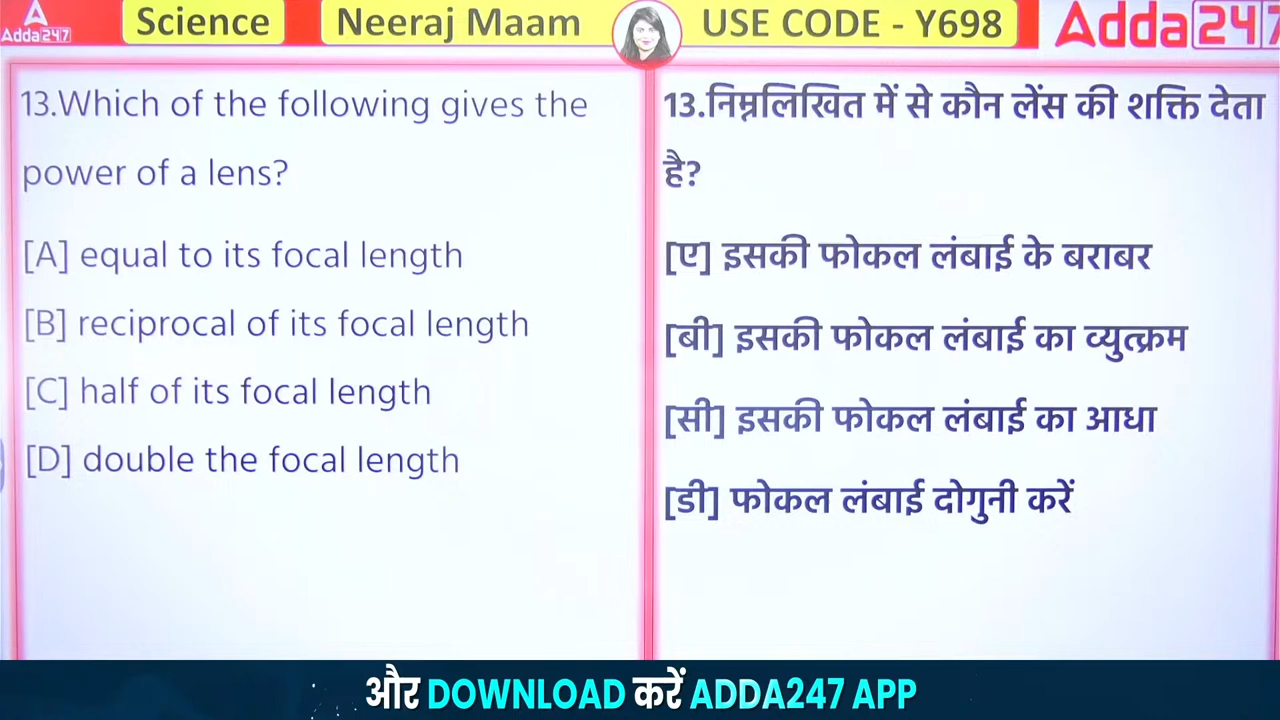 Adda247
Science
Neeraj Maam
USE CODE - Y698
Adda247
13.Which of the following gives the
power of a lens?
[A] equal to its focal length
[B] reciprocal of its focal length
[C] half of its focal length
[D] double the focal length
13.निम्नलिखित में से कौन लेंस की शक्ति देता
है?
[ए] इसकी फोकल लंबाई के बराबर
[बी] इसकी फोकल लंबाई का व्युत्क्रम
[सी] इसकी फोकल लंबाई का आधा
[डी] फोकल लंबाई दोगुनी करें
और DOWNLOAD करें ADDA247 APP